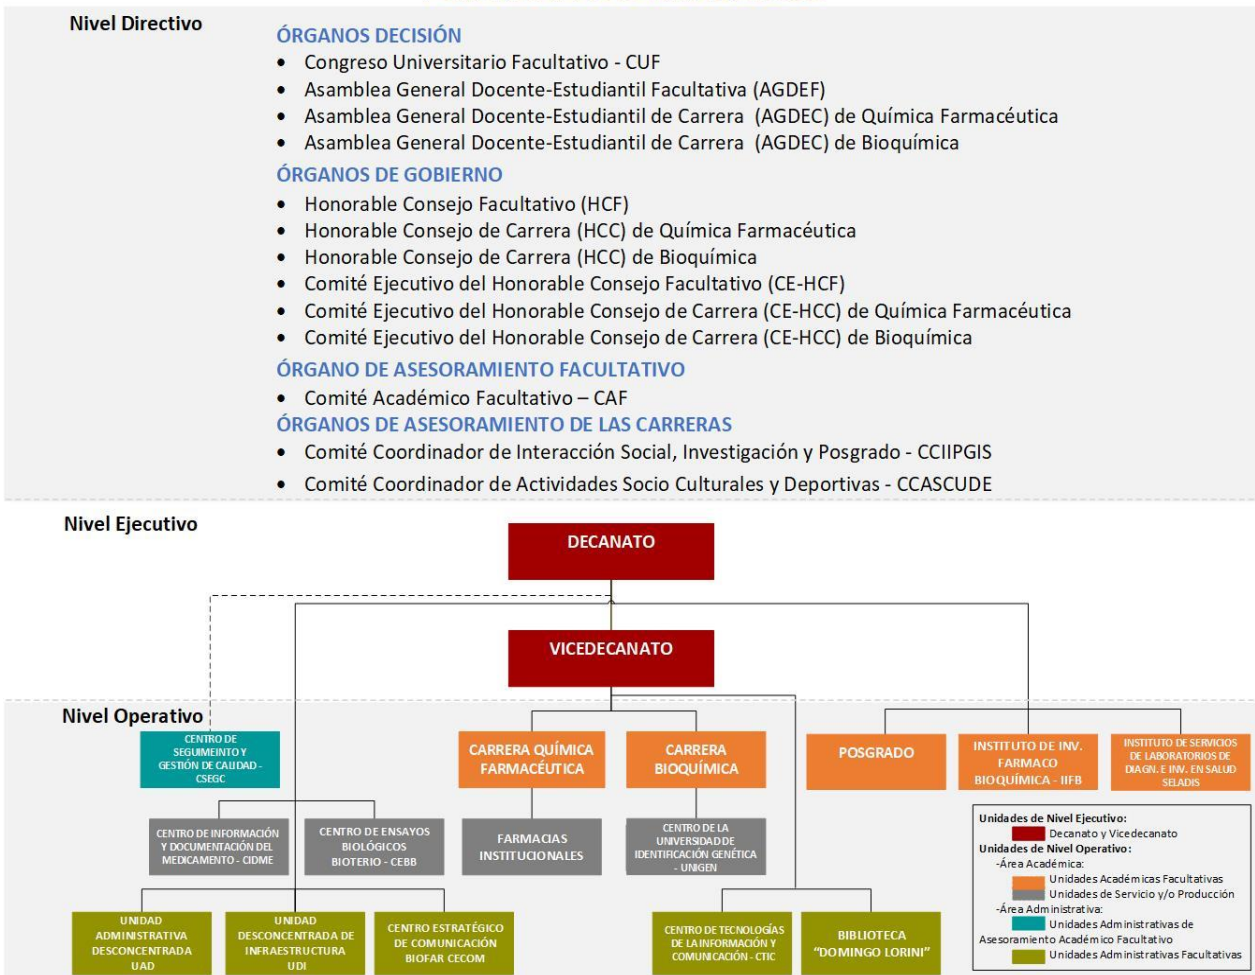 Nivel Directivo
ÓRGANOS DECISIÓN
• Congreso Universitario Facultativo - CUF
• Asamblea General Docente-Estudiantil Facultativa (AGDEF)
• Asamblea General Docente-Estudiantil de Carrera (AGDEC) de Química Farmacéutica
• Asamblea General Docente-Estudiantil de Carrera (AGDEC) de Bioquímica
ÓRGANOS DE GOBIERNO
• Honorable Consejo Facultativo (HCF)
• Honorable Consejo de Carrera (HCC) de Química Farmacéutica
• Honorable Consejo de Carrera (HCC) de Bioquímica
• Comité Ejecutivo del Honorable Consejo Facultativo (CE-HCF)
• Comité Ejecutivo del Honorable Consejo de Carrera (CE-HCC) de Química Farmacéutica
• Comité Ejecutivo del Honorable Consejo de Carrera (CE-HCC) de Bioquímica
ÓRGANO DE ASESORAMIENTO FACULTATIVO
• Comité Académico Facultativo – CAF
ÓRGANOS DE ASESORAMIENTO DE LAS CARRERAS
• Comité Coordinador de Interacción Social, Investigación y Posgrado - CCIIPGIS
• Comité Coordinador de Actividades Socio Culturales y Deportivas - CCASCUDE
Nivel Ejecutivo
DECANATO
VICEDECANATO
Nivel Operativo
CENTRO DE
SEGUIMEINTO Y
GESTIÓN DE CALIDAD -
CSEGC
CARRERA QUÍMICA
FARMACÉUTICA
CARRERA
BIOQUÍMICA
POSGRADO
INSTITUTO DE INV.
FARMACO
BIOQUÍMICA - IIFB
INSTITUTO DE SERVICIOS
DE LABORATORIOS DE
DIAGN. E INV. EN SALUD
SELADIS
CENTRO DE INFORMACIÓN
Y DOCUMENTACIÓN DEL
MEDICAMENTO - CIDME
CENTRO DE ENSAYOS
BIOLÓGICOS
BIOTERIO - CEBB
FARMACIAS
INSTITUCIONALES
CENTRO DE LA
UNIVERSIDAD DE
IDENTIFICACIÓN GENÉTICA
- UNIGEN
UNIDAD
ADMINISTRATIVA
DESCONCENTRADA
UAD
UNIDAD
DESCONCENTRADA DE
INFRAESTRUCTURA
UDI
CENTRO ESTRATÉGICO
DE COMUNICACIÓN
BIOFAR CECOM
CENTRO DE TECNOLOGÍAS
DE LA INFORMACIÓN Y
COMUNICACIÓN - CTIC
BIBLIOTECA
“DOMINGO LORINI”
Unidades de Nivel Ejecutivo:
Decanato y Vicedecanato
Unidades de Nivel Operativo:
-Área Académica:
Unidades Académicas Facultativas
Unidades de Servicio y/o Producción
-Área Administrativa:
Unidades Administrativas de
Asesoramiento Académico Facultativo
Unidades Administrativas Facultativas